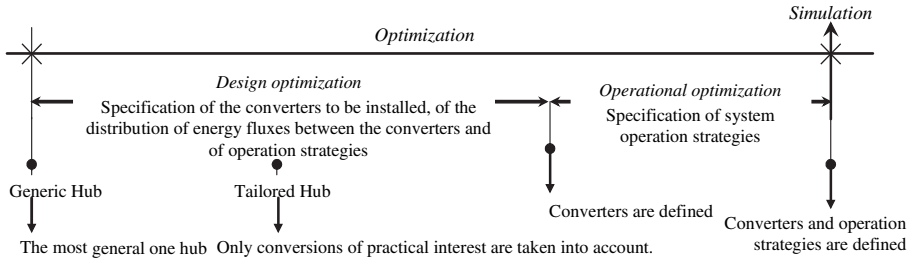 Simulation
Optimization
Design optimization
Specification of the converters to be installed, of the
distribution of energy fluxes between the converters and
of operation strategies
Operational optimization
Specification of system
operation strategies
Generic Hub
Tailored Hub
Converters are defined
Converters and operation
strategies are defined
The most general one hub
Only conversions of practical interest are taken into account.